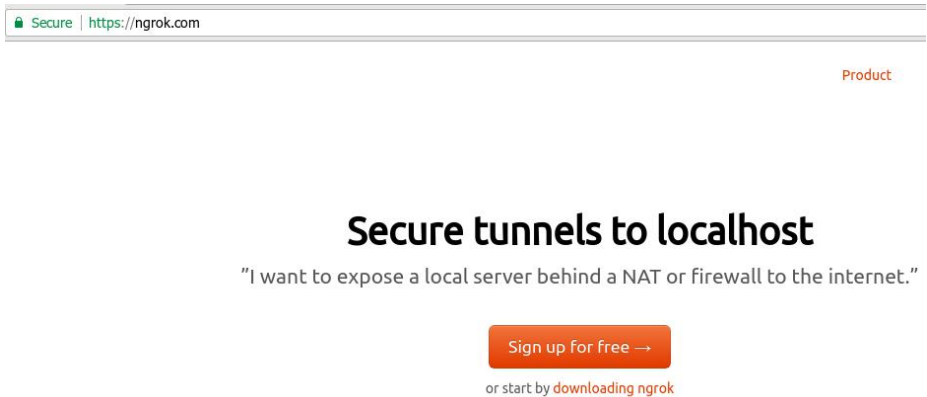 Secure | https://ngrok.com
Product
Secure tunnels to localhost
”I want to expose a local server behind a NAT or firewall to the internet.”
Sign up for free →
or start by downloading ngrok